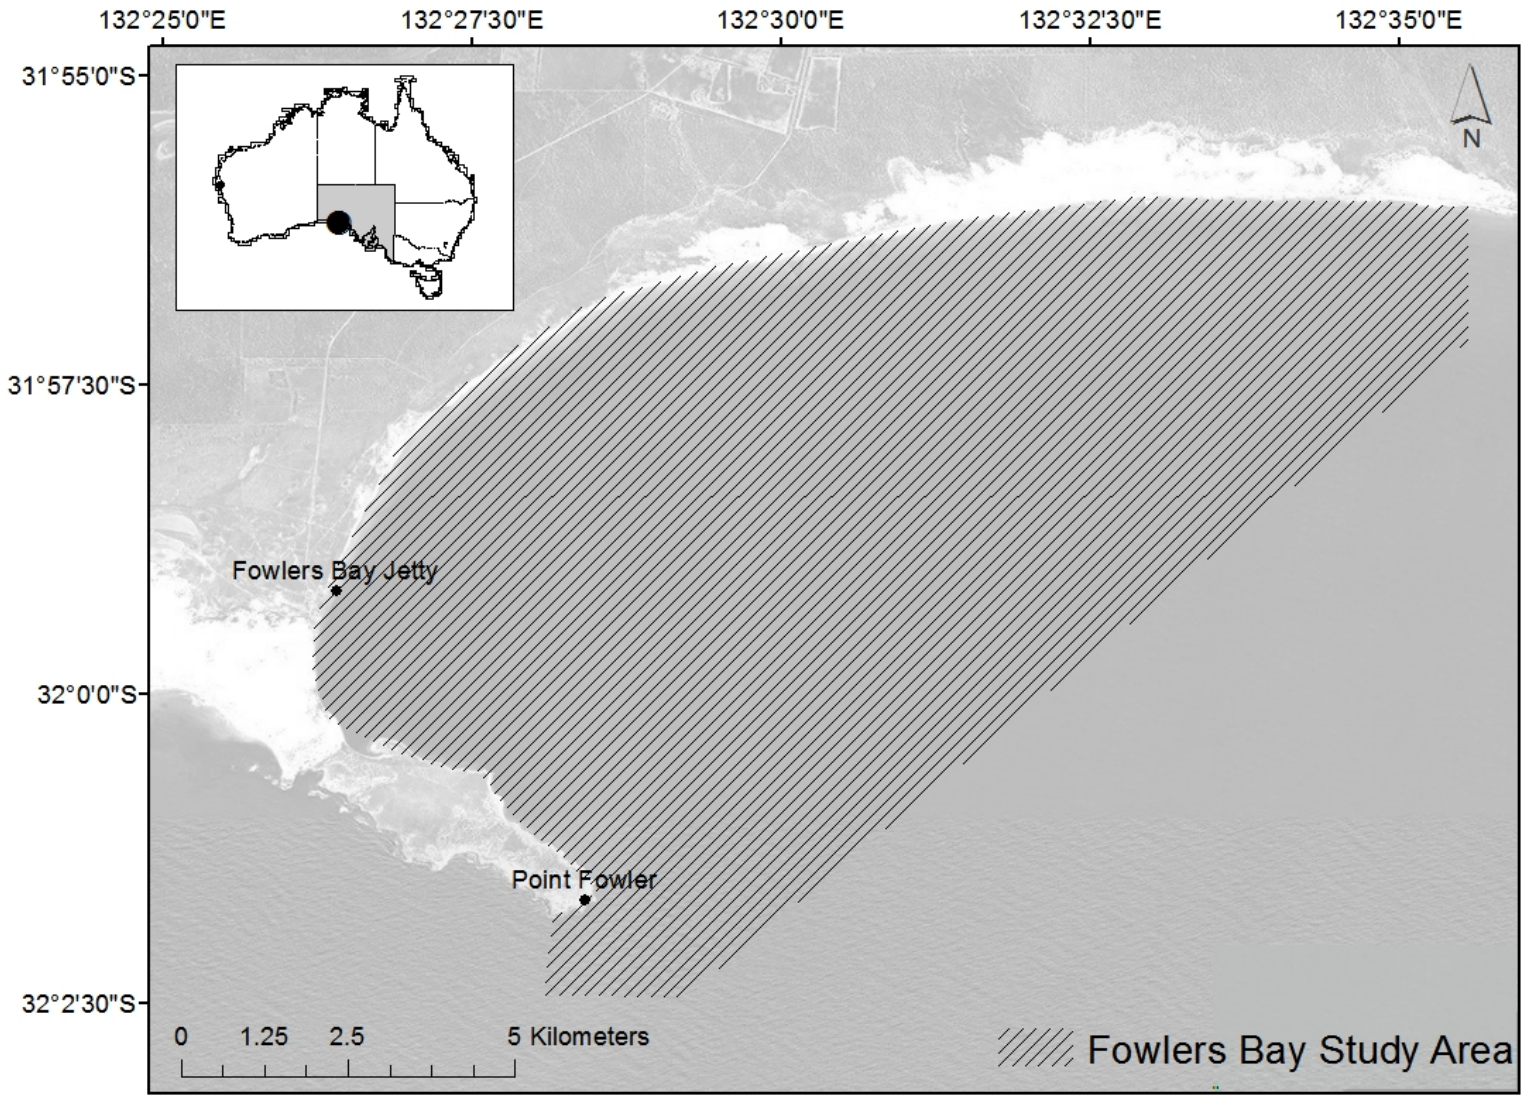 132°25'0"E 132°27'30"E 132°30'0"E 132°32'30"E 132°35'0"E
31°55'0"S
N
31°57'30"S
Fowlers Bay Jetty
32°0'0"S
Point Fowler
32°2'30"S
0 1.25 2.5 5 Kilometers
Fowlers Bay Study Area